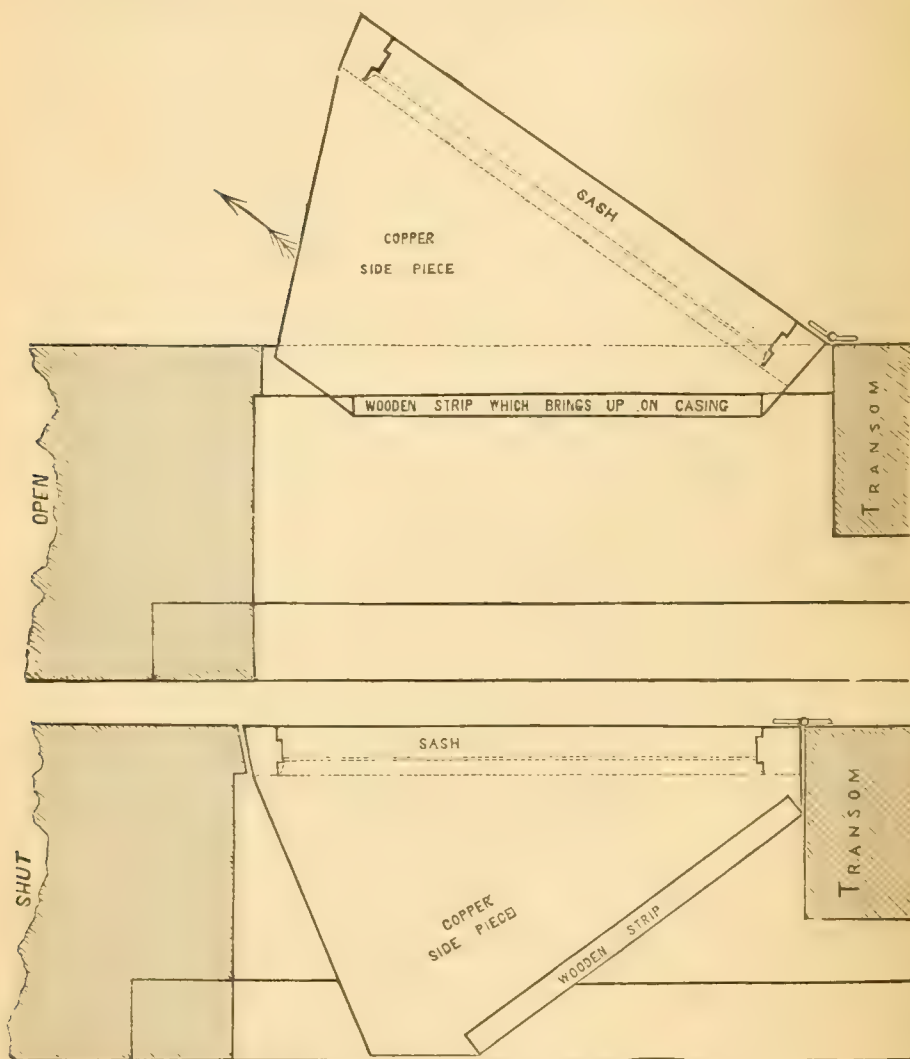 SASH
COPPER
SIDE PIECE
WOODEN STRIP WHICH BRINGS UP ON CASING
TRANSOM
OPEN
SASH
TRANSOM
SHUT
COPPER
SIDE PIECE
WOODEN STRIP